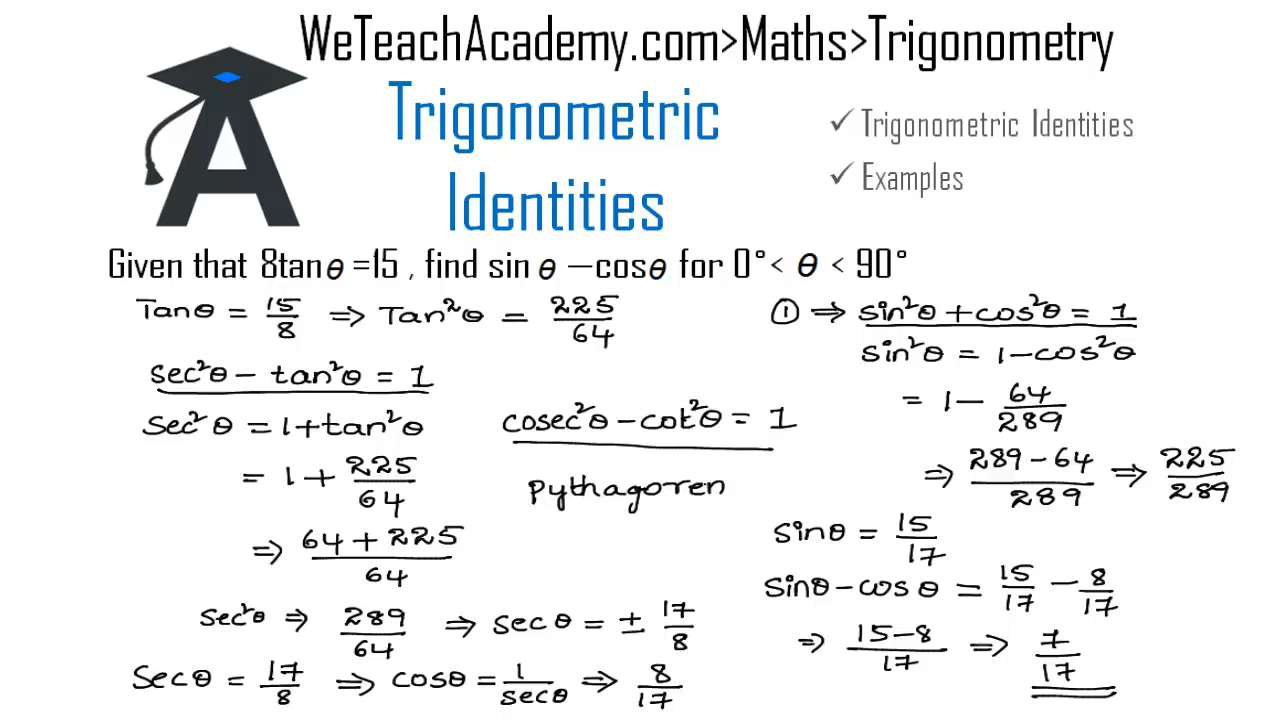 WeTeachAcademy.com>Maths>Trigonometry
Trigonometric
Identities
✓ Trigonometric Identities
✓ Examples
Given that 8tanθ =15 , find sin θ −cosθ for 0°< θ < 90°
Tanθ = 15/8 ⇒ Tan²θ = 225/64
sec²θ − tan²θ = 1
sec²θ = 1+tan²θ
= 1 + 225/64
⇒ 64 + 225/64
sec²θ ⇒ 289/64 ⇒ secθ = ± 17/8
Secθ = 17/8 ⇒ cosθ = 1/secθ ⇒ 8/17
cosec²θ − cot²θ = 1
pythagoren
① ⇒ sin²θ + cos²θ = 1
sin²θ = 1 − cos²θ
= 1 − 64/289
⇒ 289 − 64/289 ⇒ 225/289
sinθ = 15/17
Sinθ − cosθ = 15/17 − 8/17
⇒ 15−8/17 ⇒ 7/17